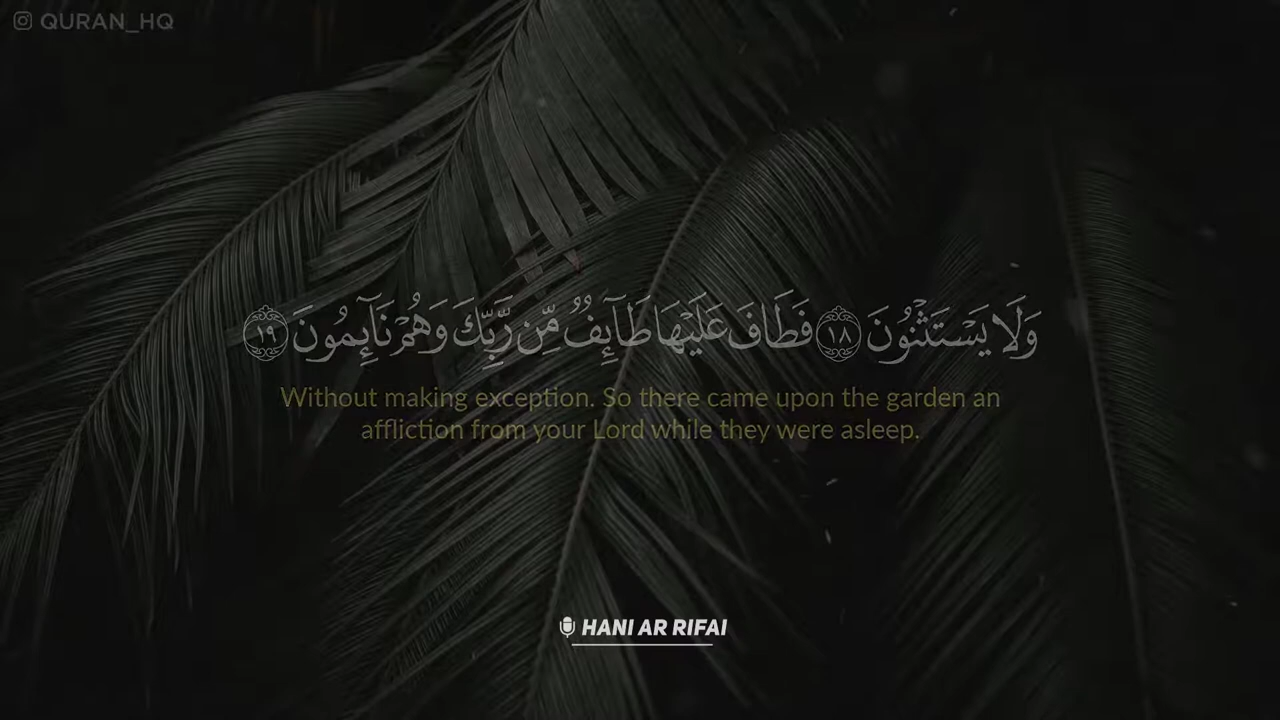 QURAN_HQ
وَلَا يَسْتَثْنُونَ ١٨ فَطَافَ عَلَيْهَا طَآئِفٌ مِّن رَّبِّكَ وَهُمْ نَآئِمُونَ ١٩
Without making exception. So there came upon the garden an
affliction from your Lord while they were asleep.
HANI AR RIFAI